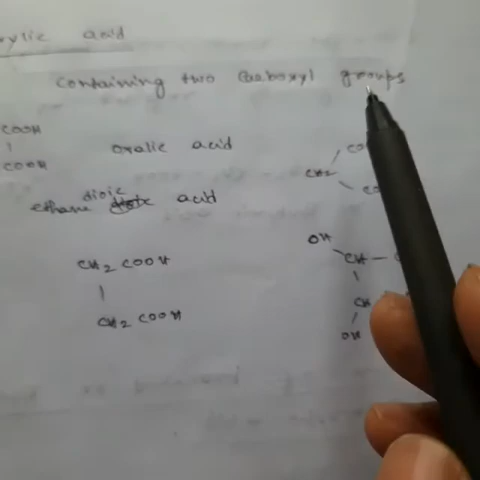 acid
containing two Carboxyl groups
COOH
COOH
oxalic acid
CH2
ethane dioic acid
CH2 COOH
CH2 COOH
OH
CH —
CH
OH